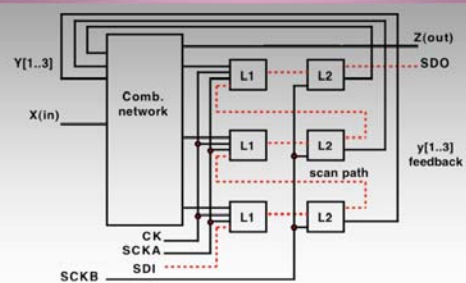 Z(out)
Y[1..3]
L1
L2
SDO
Comb.
network
X(in)
L1
L2
y[1..3]
feedback
scan path
L1
L2
CK
SCKA
SDI
SCKB